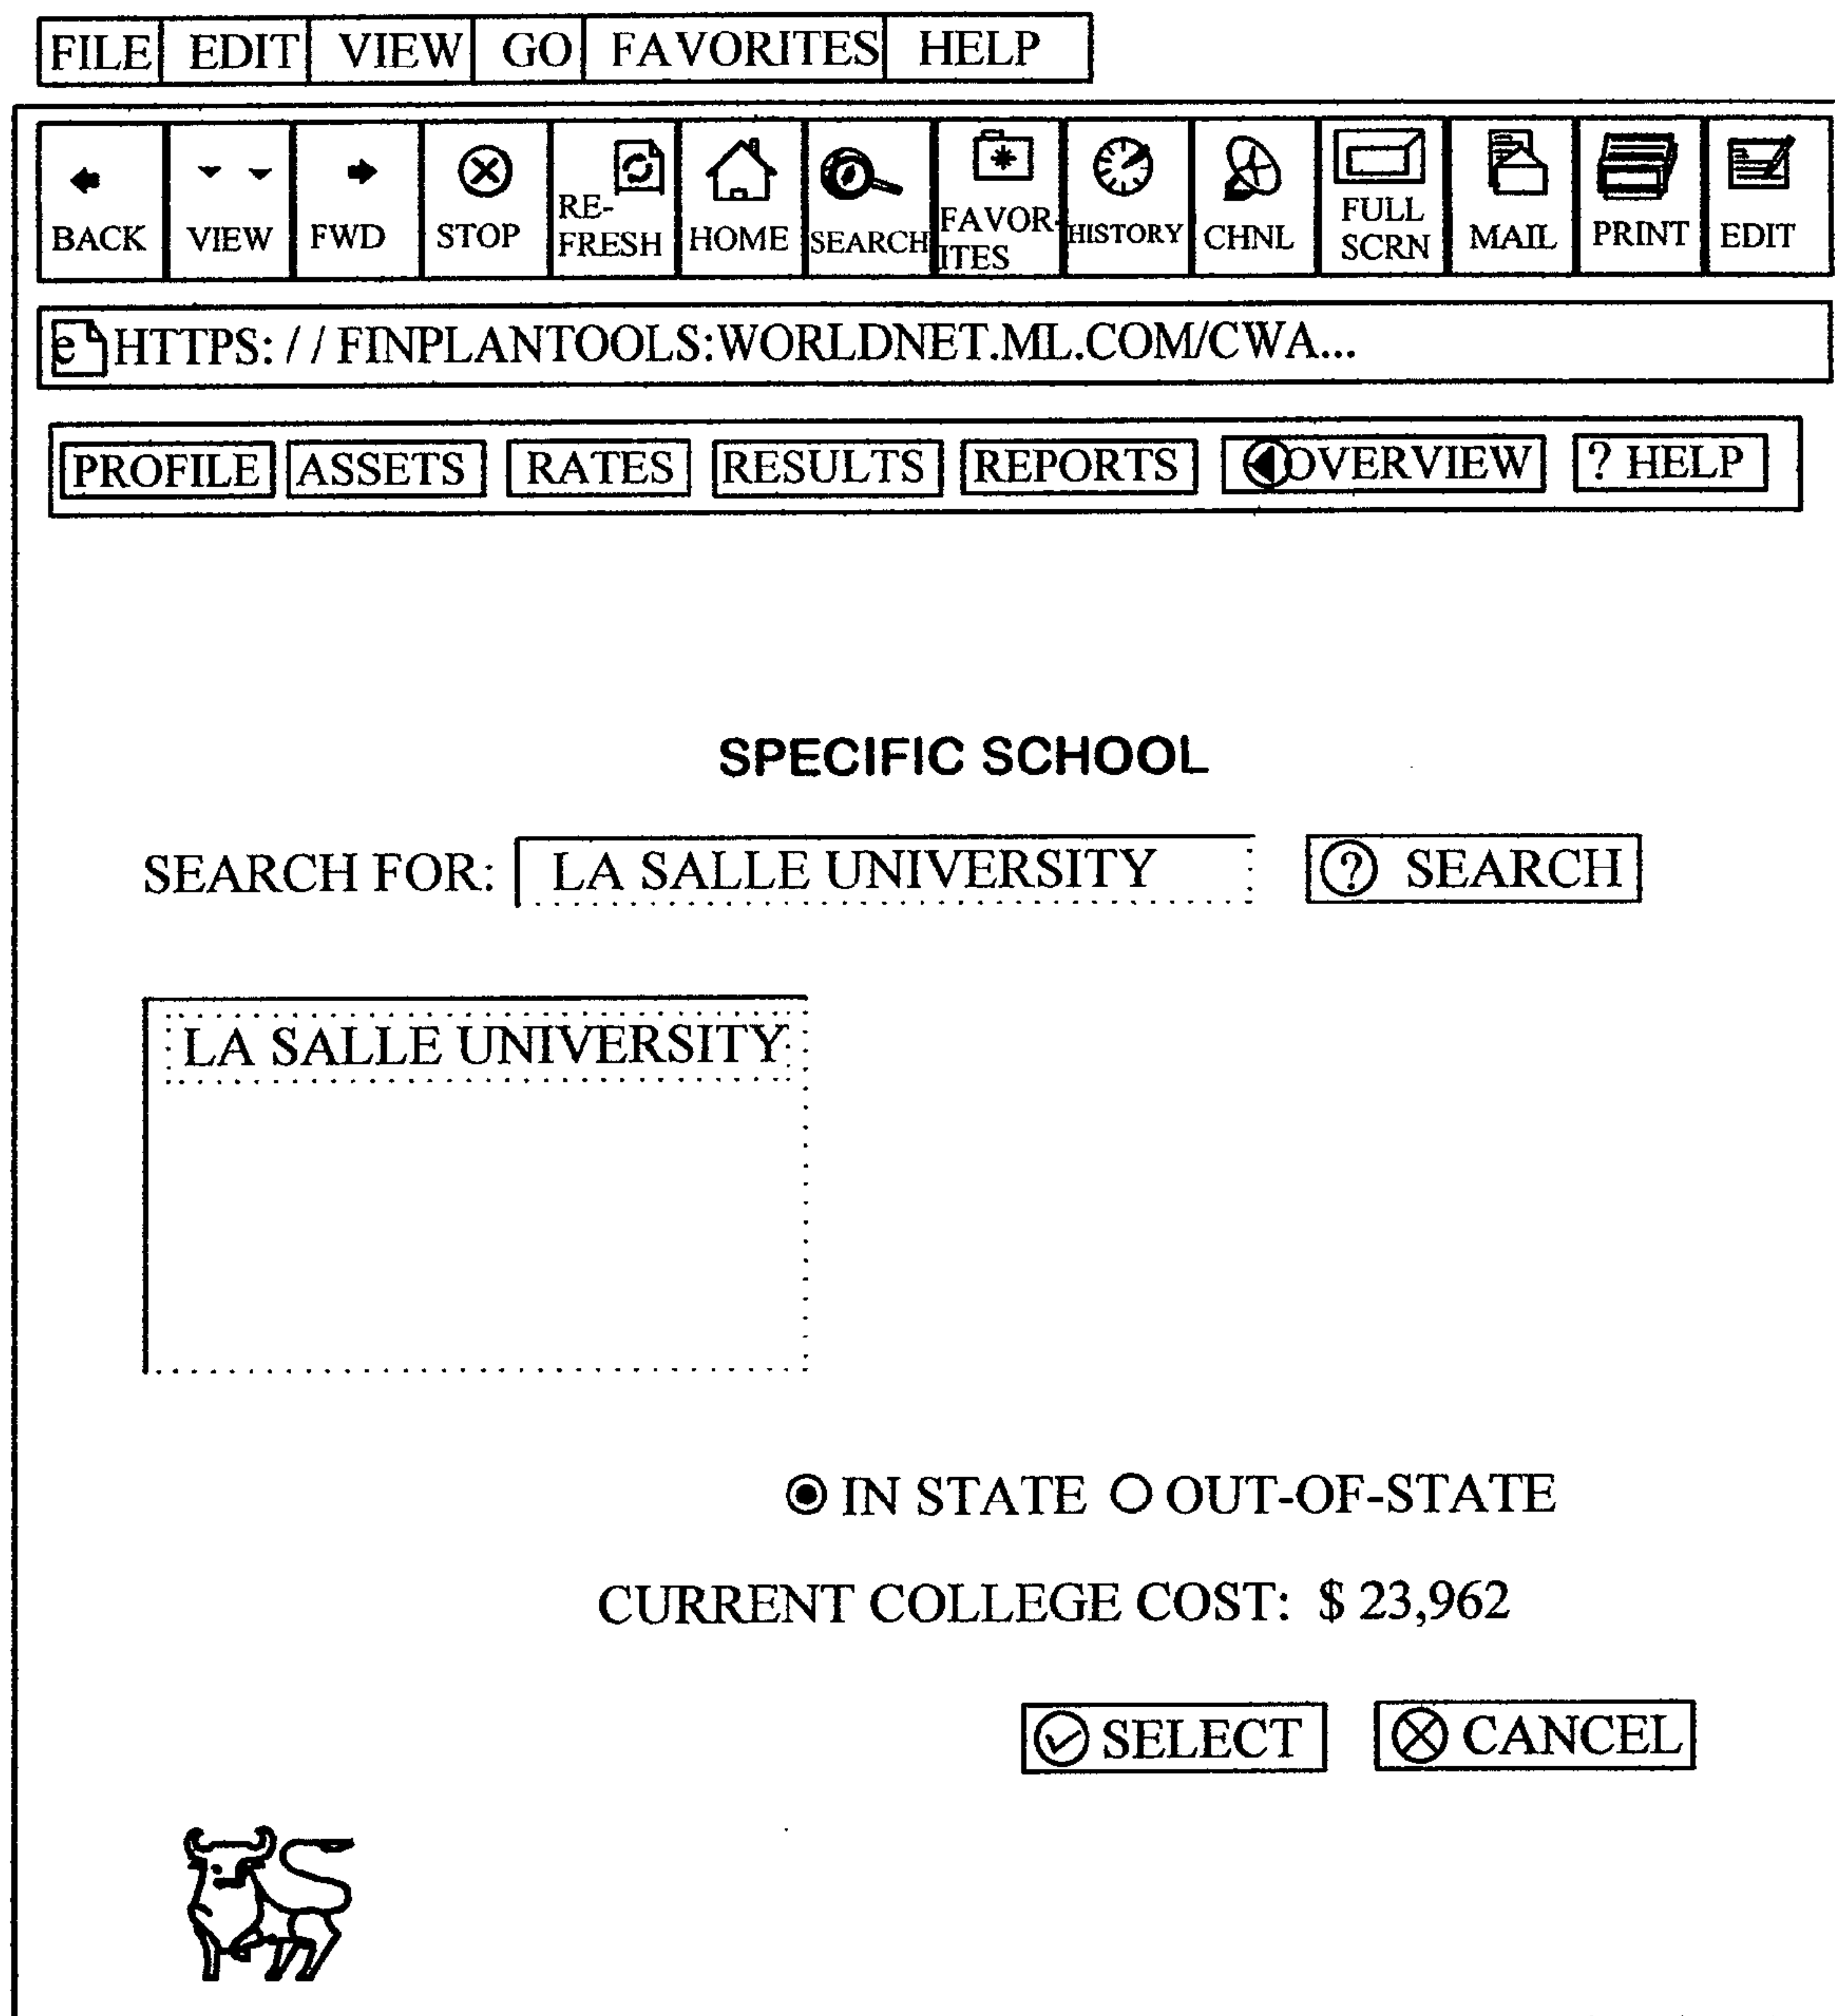 FILE EDIT VIEW GO FAVORITES HELP
BACK VIEW FWD STOP RE-FRESH HOME SEARCH FAVOR-ITES HISTORY CHNL FULL SCRN MAIL PRINT EDIT
e HTTPS: / / FINPLANTOOLS:WORLDNET.ML.COM/CWA...
PROFILE ASSETS RATES RESULTS REPORTS OVERVIEW ? HELP
SPECIFIC SCHOOL
SEARCH FOR: LA SALLE UNIVERSITY ? SEARCH
LA SALLE UNIVERSITY
IN STATE OUT-OF-STATE
CURRENT COLLEGE COST: $ 23,962
SELECT CANCEL